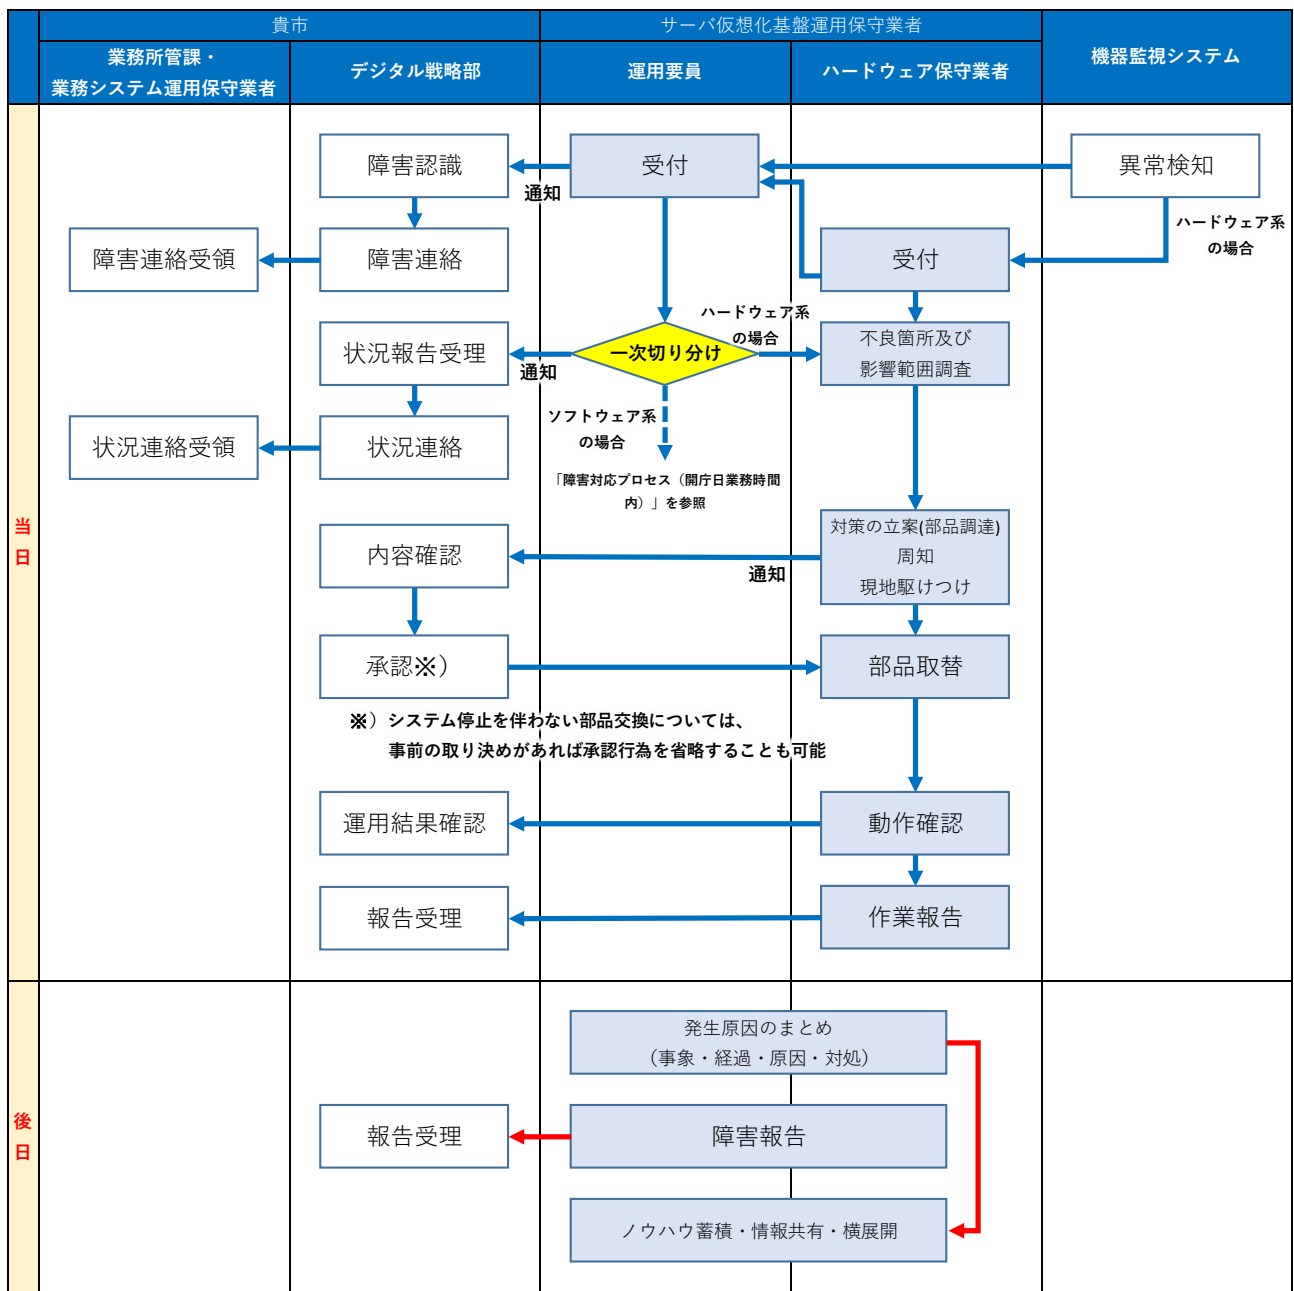 貴市
サーバ仮想化基盤運用保守業者
機器監視システム
業務所管課・
業務システム運用保守業者
デジタル戦略部
運用要員
ハードウェア保守業者
当
日
障害認識
通知
受付
異常検知
ハードウェア系
の場合
障害連絡受領
障害連絡
受付
ハードウェア系
の場合
状況報告受理
通知
一次切り分け
不良箇所及び
影響範囲調査
ソフトウェア系
の場合
状況連絡受領
状況連絡
「障害対応プロセス（開庁日業務時間
内）」を参照
内容確認
通知
対策の立案(部品調達)
周知
現地駆けつけ
承認※）
部品取替
※）システム停止を伴わない部品交換については、
事前の取り決めがあれば承認行為を省略することも可能
運用結果確認
動作確認
報告受理
作業報告
後
日
発生原因のまとめ
（事象・経過・原因・対処）
報告受理
障害報告
ノウハウ蓄積・情報共有・横展開